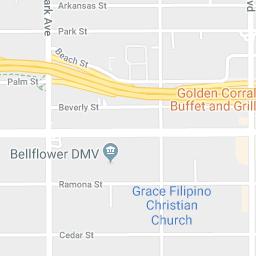 Arkansas St
Park St
Beach St
Palm St
Golden Corral
Buffet and Grill
Beverly St
Bellflower DMV
Ramona St
Grace Filipino
Christian
Church
Cedar St